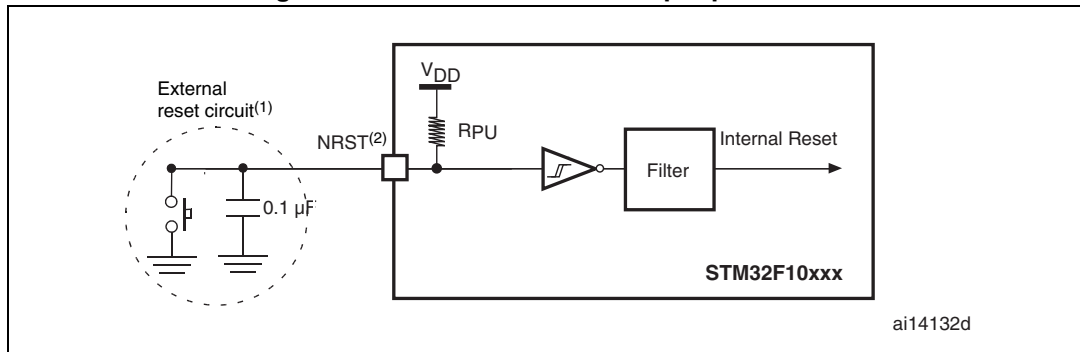 VDD
External
reset circuit(1)
NRST(2)
RPU
Internal Reset
Filter
0.1 µF
STM32F10xxx
ai14132d